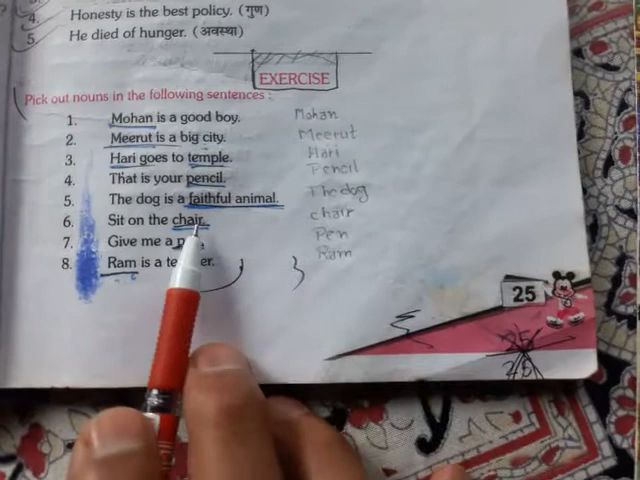 4. Honesty is the best policy. (गुण)
5. He died of hunger. (अवस्था)
EXERCISE
Pick out nouns in the following sentences :
1. Mohan is a good boy. Mohan
2. Meerut is a big city. Meerut
3. Hari goes to temple. Hari
4. That is your pencil. Pencil
5. The dog is a faithful animal. The dog
6. Sit on the chair. chair
7. Give me a Pen
8. Ram is a Ram
25